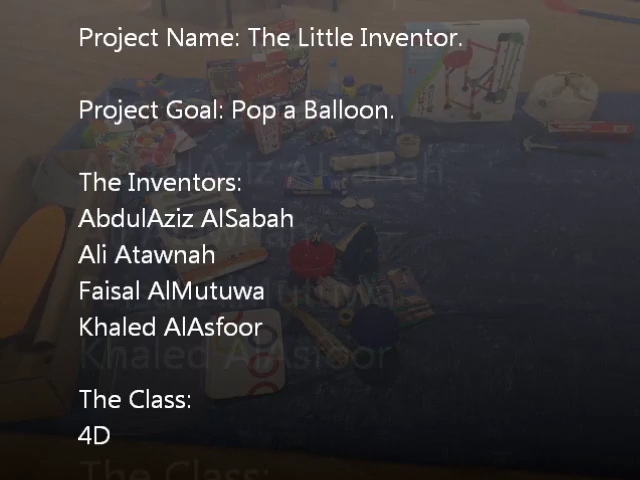 Project Name: The Little Inventor.
Project Goal: Pop a Balloon.
The Inventors:
AbdulAziz AlSabah
Ali Atawnah
Faisal AlMutuwa
Khaled AlAsfoor
The Class:
4D